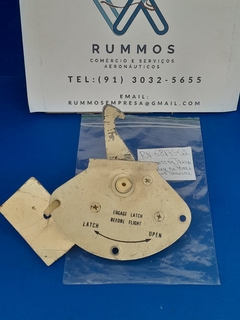 RUMMOS
COMÉRCIO E SERVIÇOS
AERONÁUTICOS
TEL:(91) 3032-5655
EMAIL:
RUMMOSEMPRESA@GMAIL.COM
ENGAGE LATCH
BEFORE FLIGHT
LATCH
OPEN